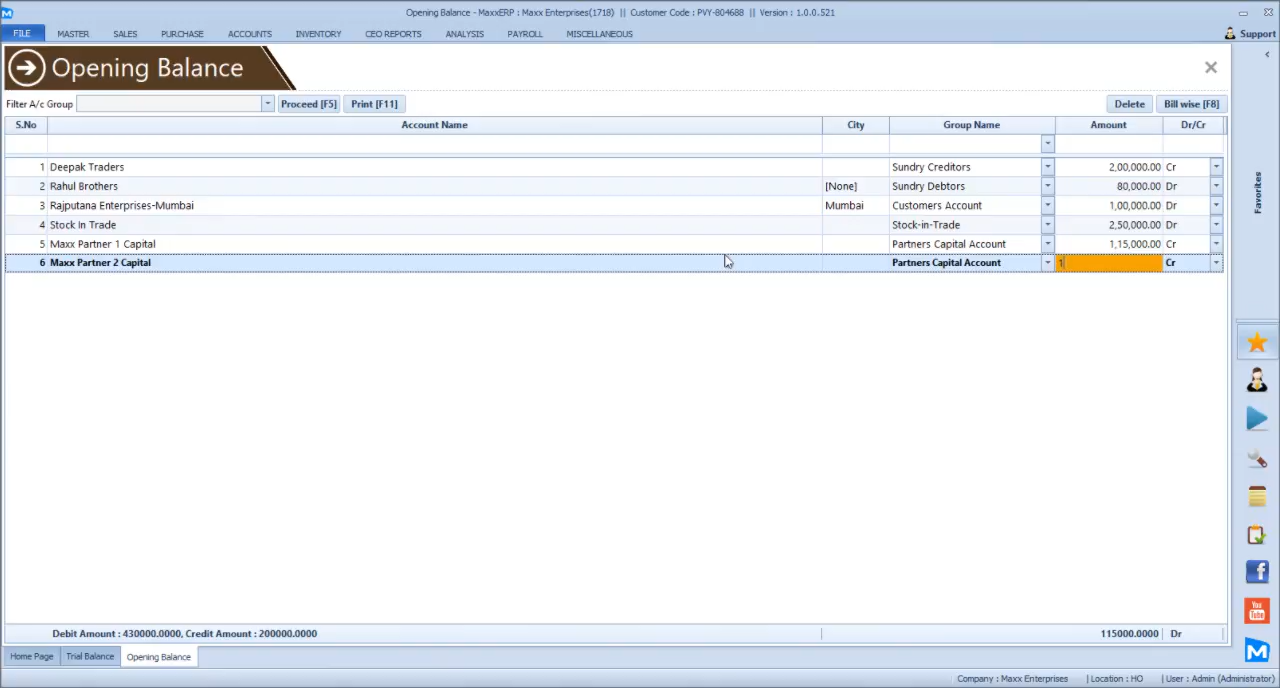 Opening Balance - MaxxERP : Maxx Enterprises(1718) || Customer Code : PVY-804688 || Version : 1.0.0.521
FILE MASTER SALES PURCHASE ACCOUNTS INVENTORY CEO REPORTS ANALYSIS PAYROLL MISCELLANEOUS Support
Opening Balance
Filter A/c Group Proceed [F5] Print [F11] Delete Bill wise [F8]
S.No Account Name City Group Name Amount Dr/Cr
1 Deepak Traders Sundry Creditors 2,00,000.00 Cr
2 Rahul Brothers [None] Sundry Debtors 80,000.00 Dr
3 Rajputana Enterprises-Mumbai Mumbai Customers Account 1,00,000.00 Dr
4 Stock In Trade Stock-in-Trade 2,50,000.00 Dr
5 Maxx Partner 1 Capital Partners Capital Account 1,15,000.00 Cr
6 Maxx Partner 2 Capital Partners Capital Account 1 Cr
Favorites
You
Tube
Debit Amount : 430000.0000, Credit Amount : 200000.0000 115000.0000 Dr
Home Page Trial Balance Opening Balance
Company : Maxx Enterprises | Location : HO | User : Admin (Administrator)